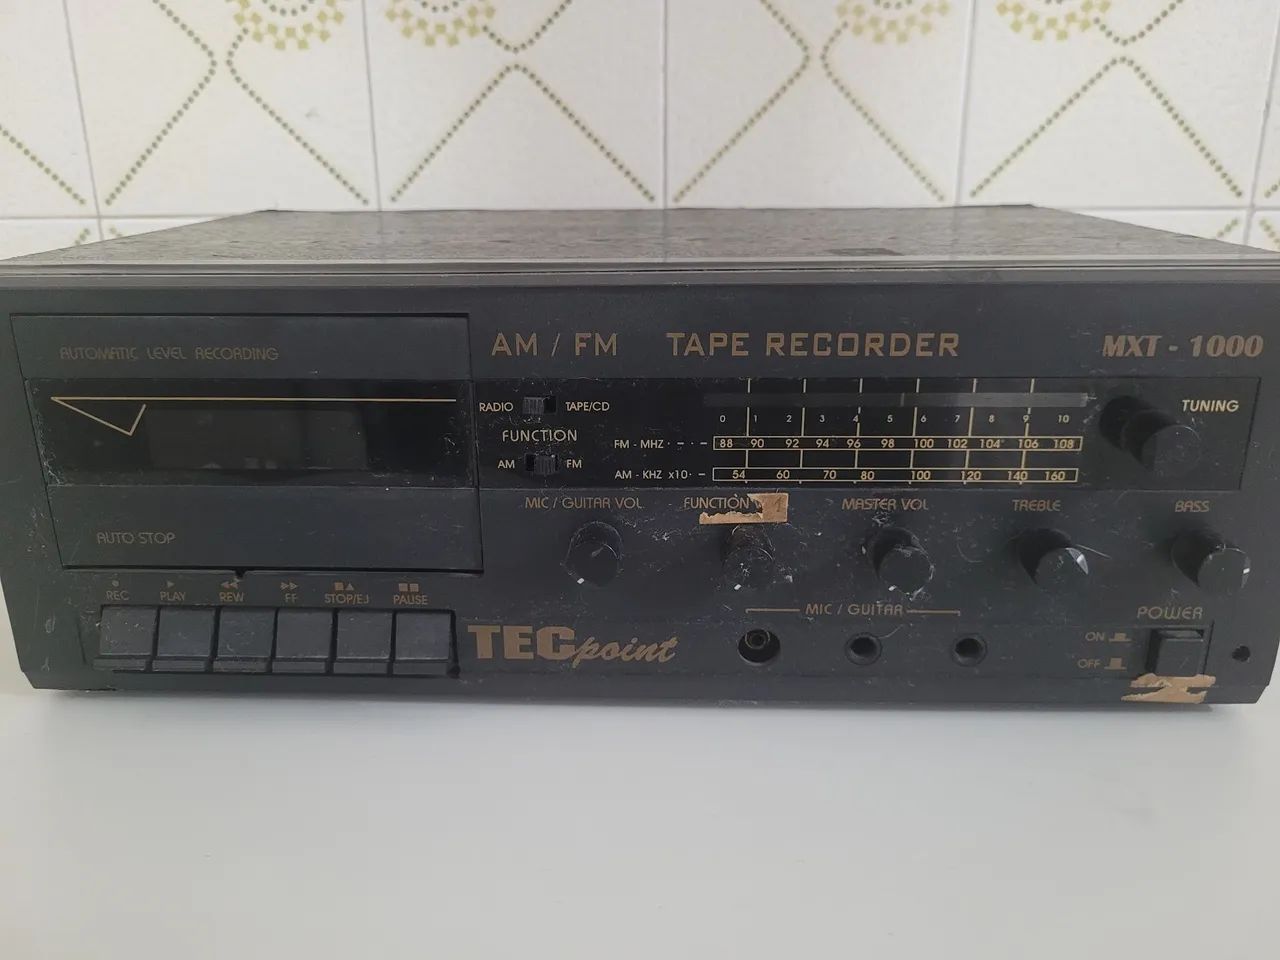 AUTOMATIC LEVEL RECORDING
AUTO STOP
REC PLAY REW FF STOP/EJ PAUSE
AM / FM TAPE RECORDER MXT - 1000
RADIO TAPE/CD
FUNCTION
AM FM
0 1 2 3 4 5 6 7 8 9 10
FM - MHZ 88 90 92 94 96 98 100 102 104 106 108
AM - KHZ x10 54 60 70 80 100 120 140 160
TUNING
MIC / GUITAR VOL FUNCTION MASTER VOL TREBLE BASS
TECpoint
MIC / GUITAR
POWER
ON
OFF